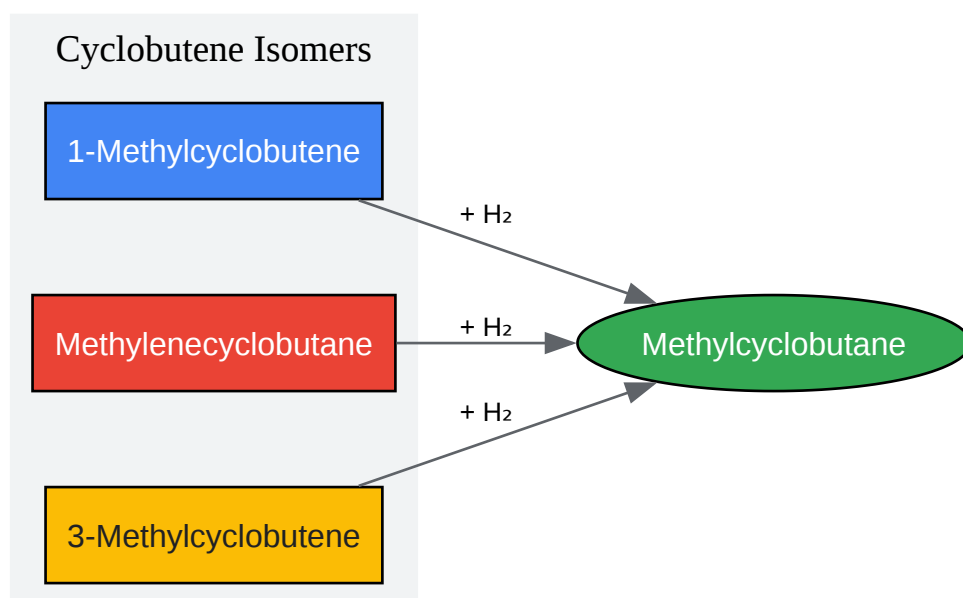 Cyclobutene Isomers
1-Methylcyclobutene
+ H₂
Methylenecyclobutane
+ H₂
Methylcyclobutane
+ H₂
3-Methylcyclobutene